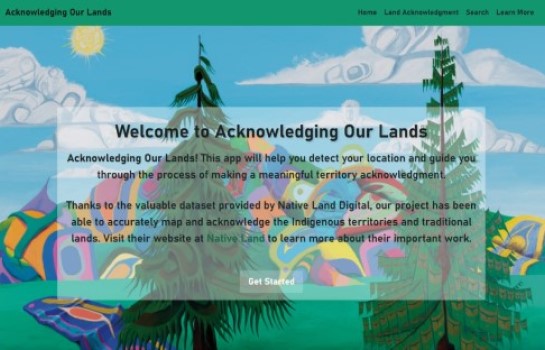 Acknowledging Our Lands
Home Land Acknowledgment Search Learn More
Welcome to Acknowledging Our Lands
Acknowledging Our Lands! This app will help you detect your location and guide you
through the process of making a meaningful territory acknowledgment.
Thanks to the valuable dataset provided by Native Land Digital, our project has been
able to accurately map and acknowledge the Indigenous territories and traditional
lands. Visit their website at Native Land to learn more about their important work.
Get Started